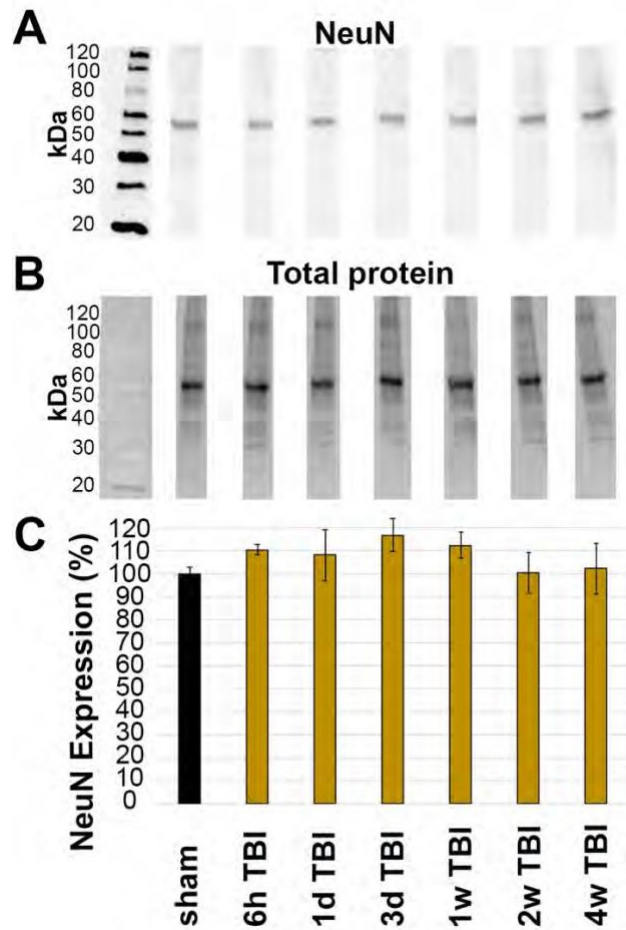 A
NeuN
kDa
120
100
80
60
50
40
30
20
B
Total protein
kDa
120
100
80
60
50
40
30
20
C
NeuN Expression (%)
120
110
100
90
80
70
60
50
40
30
20
10
0
sham
6h TBI
1d TBI
3d TBI
1w TBI
2w TBI
4w TBI